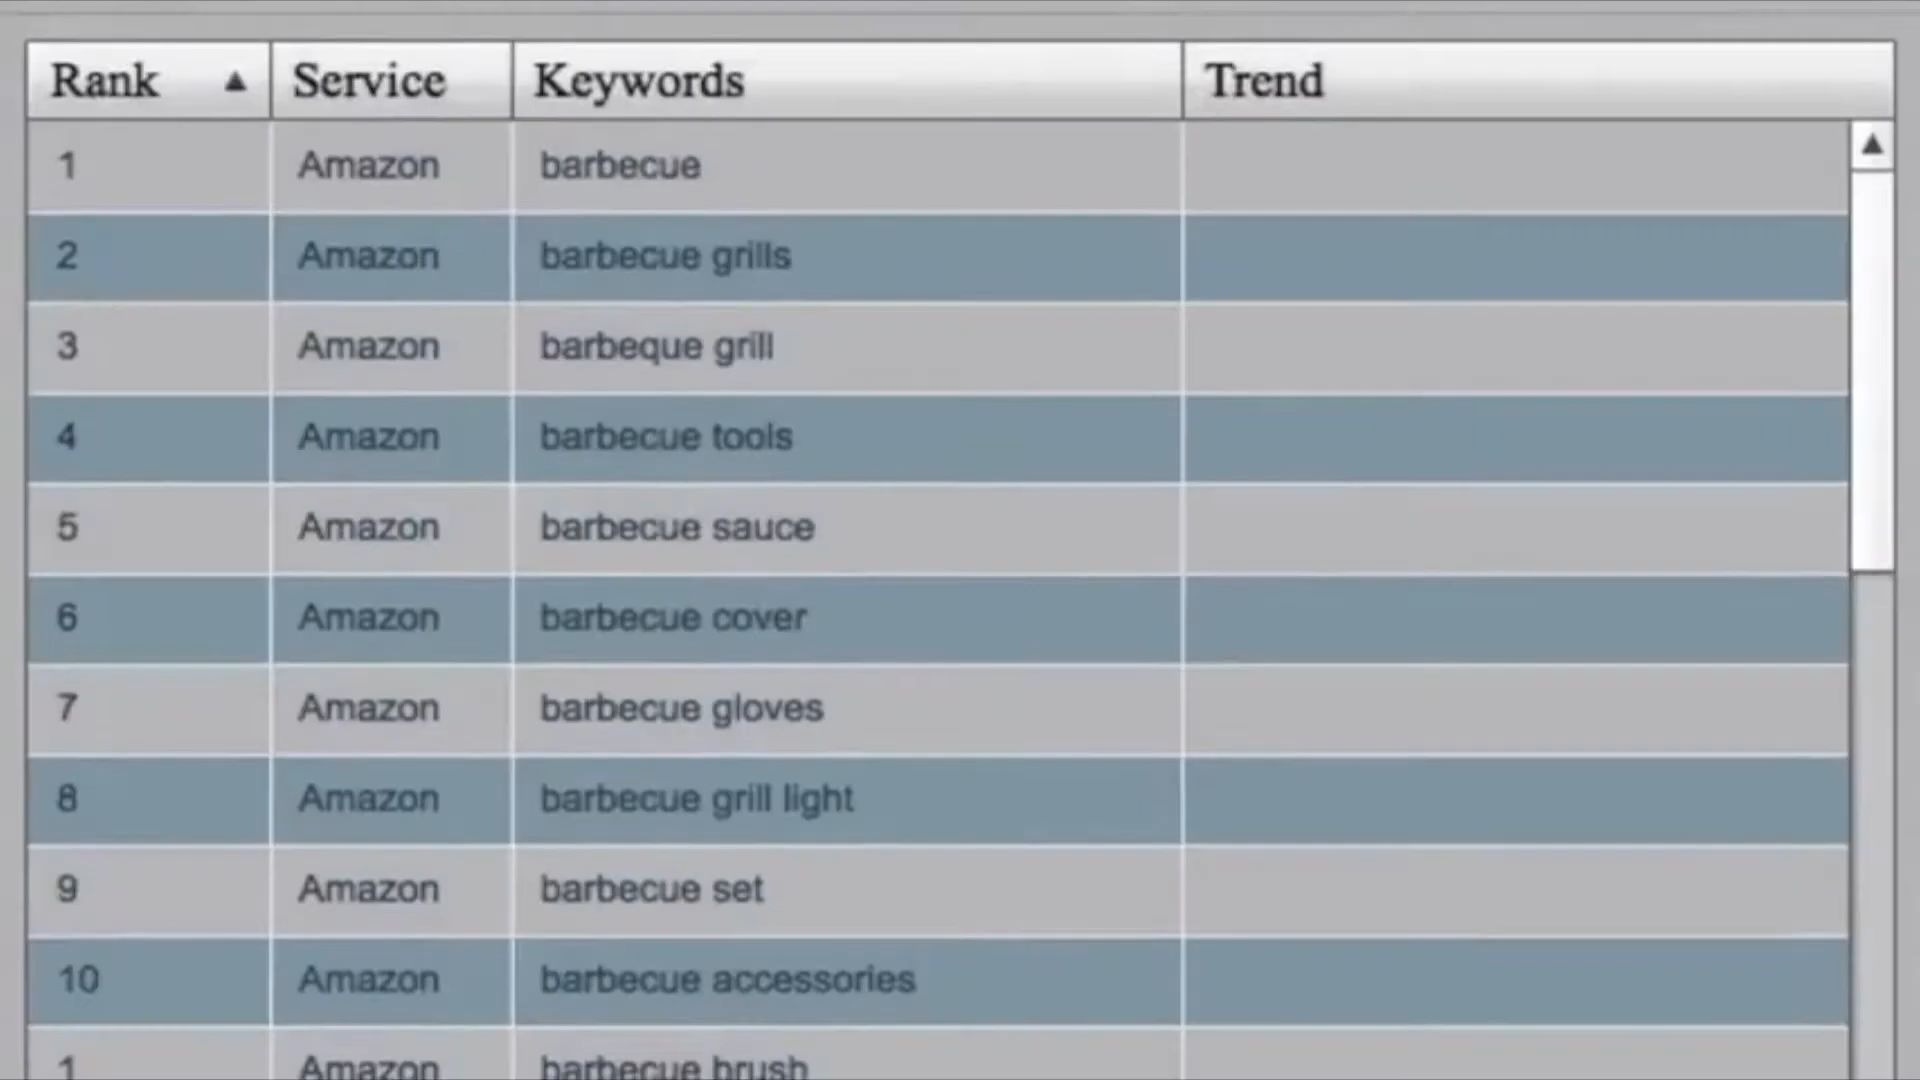 Rank ▲ Service Keywords Trend
1 Amazon barbecue
2 Amazon barbecue grills
3 Amazon barbeque grill
4 Amazon barbecue tools
5 Amazon barbecue sauce
6 Amazon barbecue cover
7 Amazon barbecue gloves
8 Amazon barbecue grill light
9 Amazon barbecue set
10 Amazon barbecue accessories
1 Amazon barbecue brush